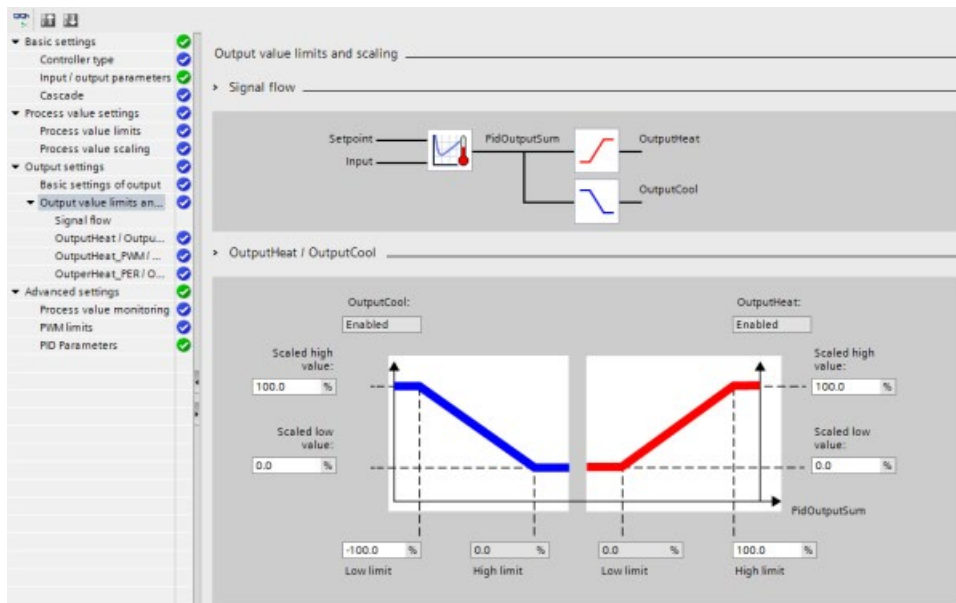 Basic settings
Controller type
Input / output parameters
Cascade
Process value settings
Process value limits
Process value scaling
Output settings
Basic settings of output
Output value limits an...
Signal flow
OutputHeat / Outpu...
OutputHeat_PWM / ...
OutperHeat_PER / O...
Advanced settings
Process value monitoring
PWM limits
PID Parameters
Output value limits and scaling
Signal flow
Setpoint
Input
PidOutputSum
OutputHeat
OutputCool
OutputHeat / OutputCool
OutputCool:
Enabled
OutputHeat:
Enabled
Scaled high
value:
100.0 %
Scaled low
value:
0.0 %
Scaled high
value:
100.0 %
Scaled low
value:
0.0 %
PidOutputSum
-100.0 %
Low limit
0.0 %
High limit
0.0 %
Low limit
100.0 %
High limit